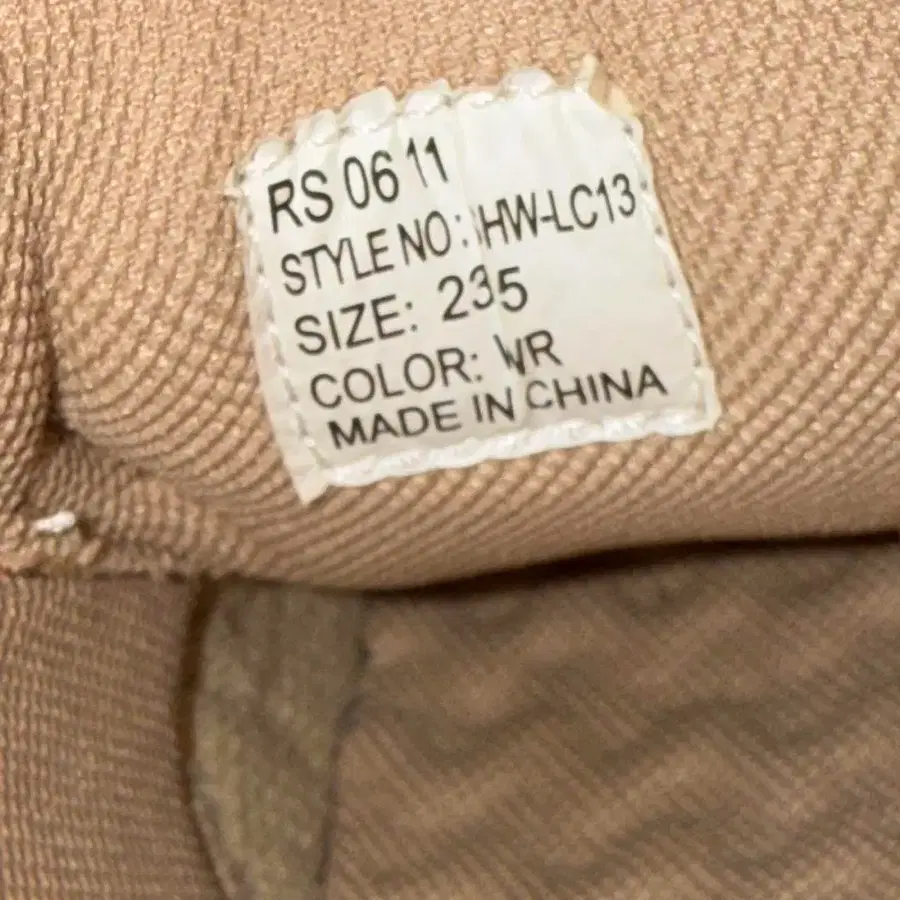 RS 06 11
STYLE NO: HW-LC13
SIZE: 235
COLOR: WR
MADE IN CHINA